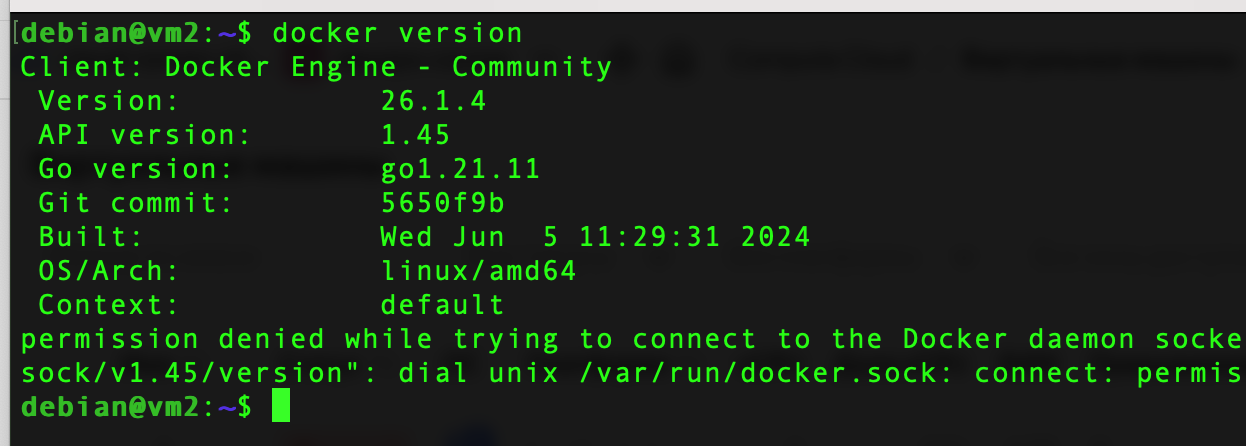 [debian@vm2:~$ docker version
Client: Docker Engine - Community
 Version:           26.1.4
 API version:       1.45
 Go version:        go1.21.11
 Git commit:        5650f9b
 Built:             Wed Jun  5 11:29:31 2024
 OS/Arch:           linux/amd64
 Context:           default
permission denied while trying to connect to the Docker daemon socke
sock/v1.45/version": dial unix /var/run/docker.sock: connect: permis
debian@vm2:~$